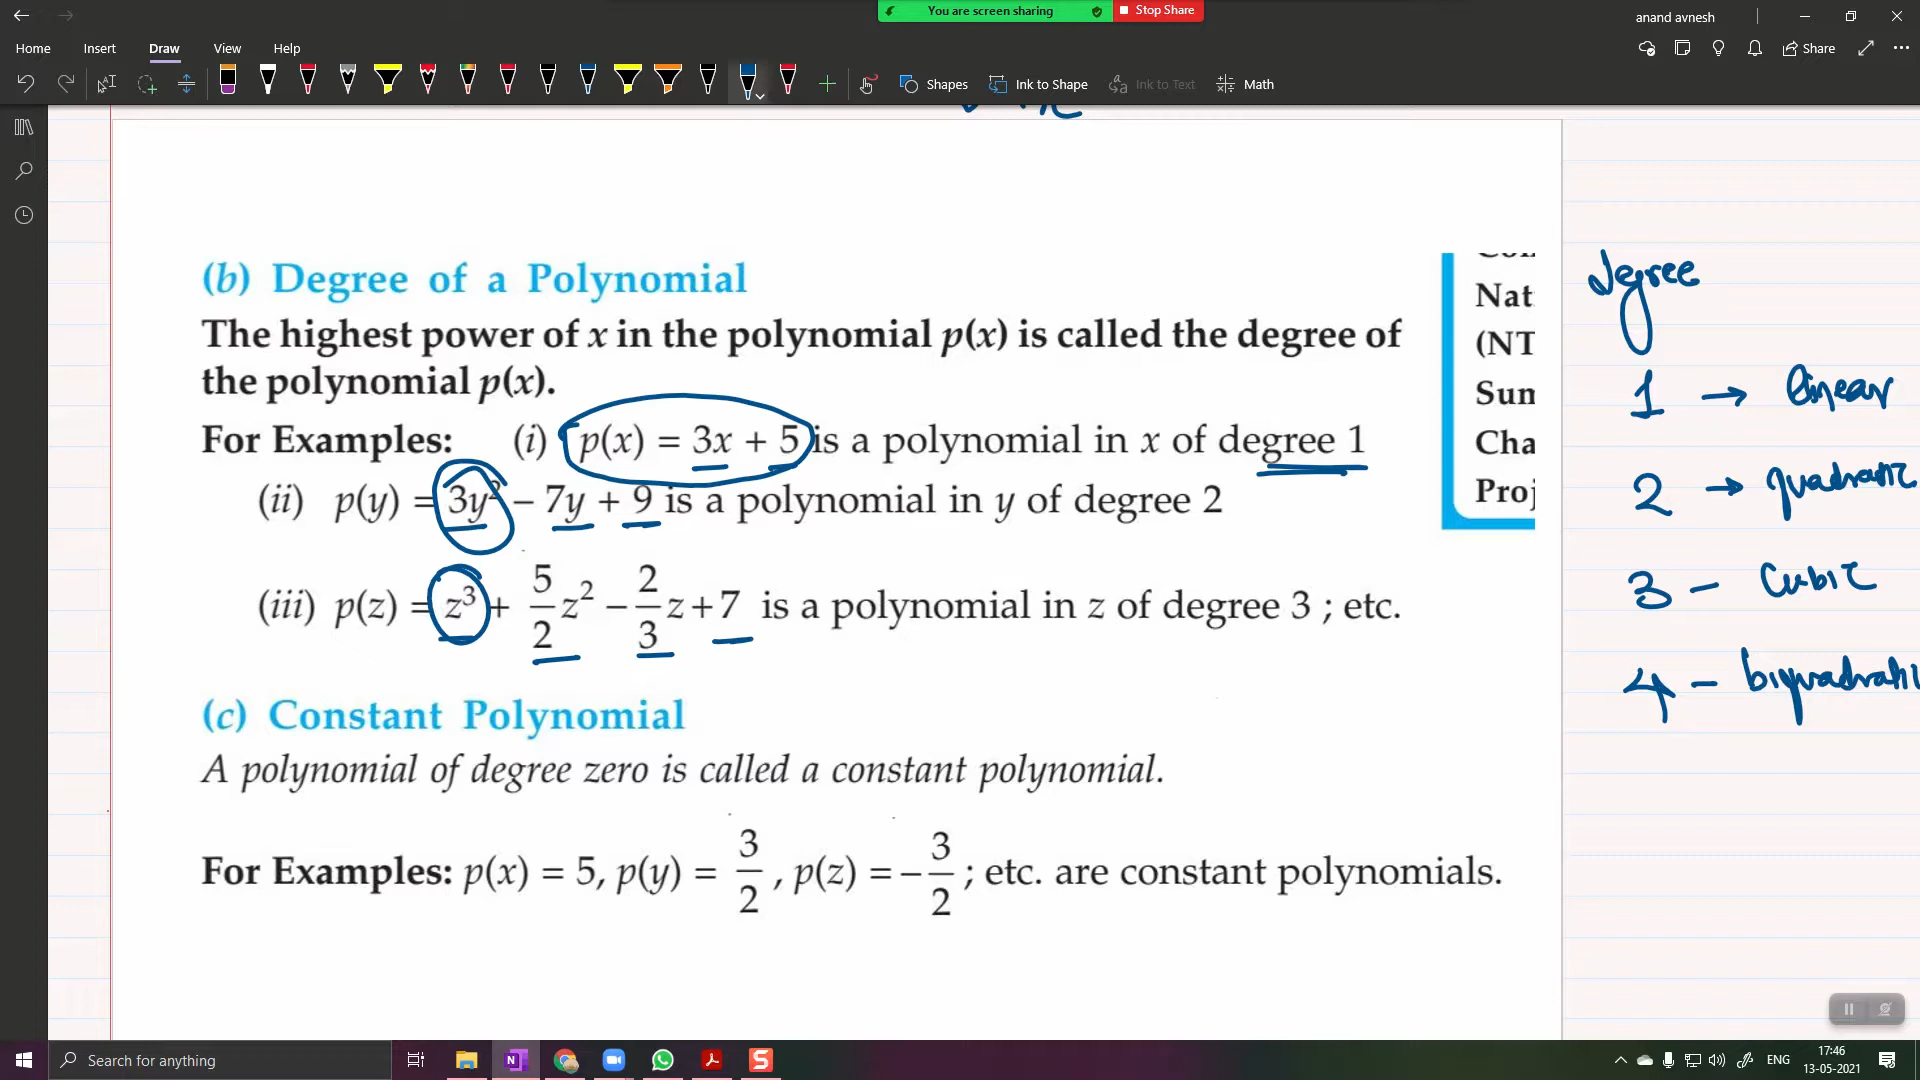 You are screen sharing
Stop Share
anand avnesh
Home Insert Draw View Help
Share
Shapes Ink to Shape Ink to Text Math
(b) Degree of a Polynomial
The highest power of x in the polynomial p(x) is called the degree of
the polynomial p(x).
For Examples: (i) p(x) = 3x + 5 is a polynomial in x of degree 1
(ii) p(y) = 3y² − 7y + 9 is a polynomial in y of degree 2
(iii) p(z) = z³ + 5/2 z² − 2/3 z + 7 is a polynomial in z of degree 3 ; etc.
(c) Constant Polynomial
A polynomial of degree zero is called a constant polynomial.
For Examples: p(x) = 5, p(y) = 3/2 , p(z) = −3/2 ; etc. are constant polynomials.
Nat
(NT
Sum
Cha
Proj
degree
1 → linear
2 → quadratic
3 – cubic
4 – biquadrati
Search for anything
ENG
17:46
13-05-2021